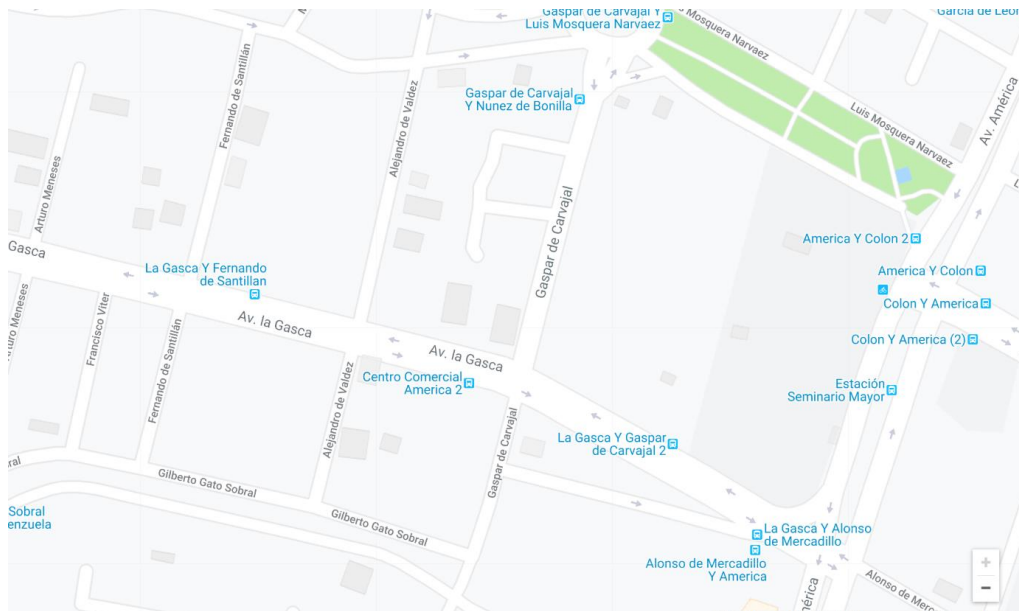 Gaspar de Carvajal Y
Luis Mosquera Narvaez
Mosquera Narvaez
García de León
Fernando de Santillán
Alejandro de Valdez
Gaspar de Carvajal
Y Nunez de Bonilla
Luis Mosquera Narvaez
Av. América
Arturo Meneses
Gaspar de Carvajal
America Y Colon 2
Gasca
La Gasca Y Fernando
de Santillan
America Y Colon
Colon Y America
Av. la Gasca
Colon Y America (2)
Arturo Meneses
Francisco Viter
Fernando de Santillán
Av. la Gasca
Centro Comercial
America 2
Estación
Seminario Mayor
Alejandro de Valdez
Gaspar de Carvajal
La Gasca Y Gaspar
de Carvajal 2
Gilberto Gato Sobral
Gilberto Gato Sobral
Sobral
enzuela
La Gasca Y Alonso
de Mercadillo
Alonso de Mercadillo
Y America
Alonso de Merc
mérica
+
−